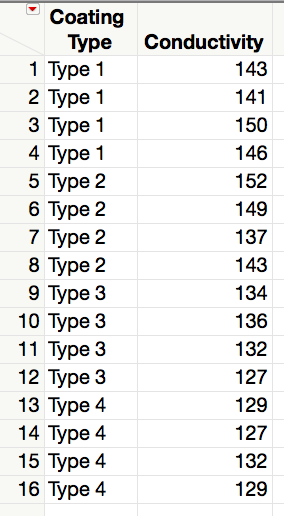 Coating
Type Conductivity
1 Type 1 143
2 Type 1 141
3 Type 1 150
4 Type 1 146
5 Type 2 152
6 Type 2 149
7 Type 2 137
8 Type 2 143
9 Type 3 134
10 Type 3 136
11 Type 3 132
12 Type 3 127
13 Type 4 129
14 Type 4 127
15 Type 4 132
16 Type 4 129